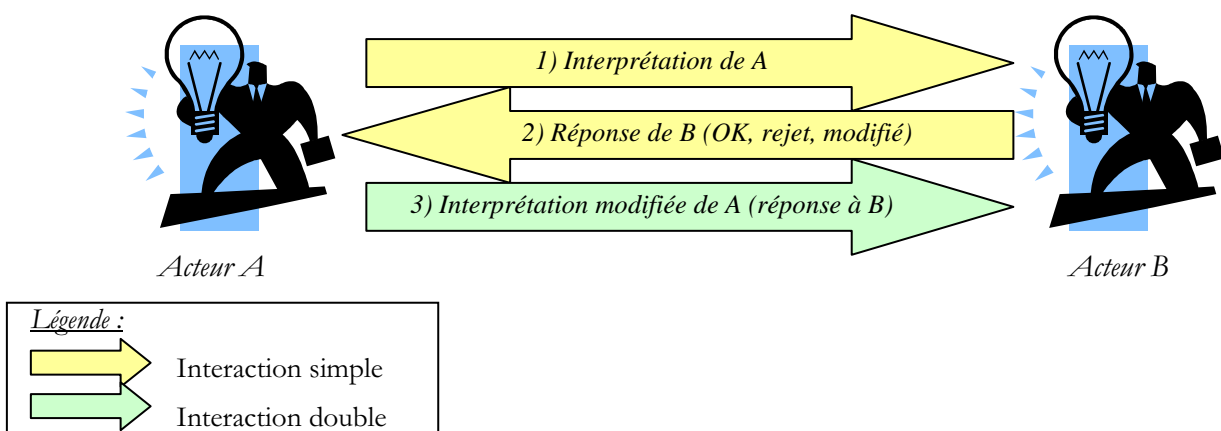 1) Interprétation de A
2) Réponse de B (OK, rejet, modifié)
3) Interprétation modifiée de A (réponse à B)
Acteur A
Acteur B
Légende :
Interaction simple
Interaction double